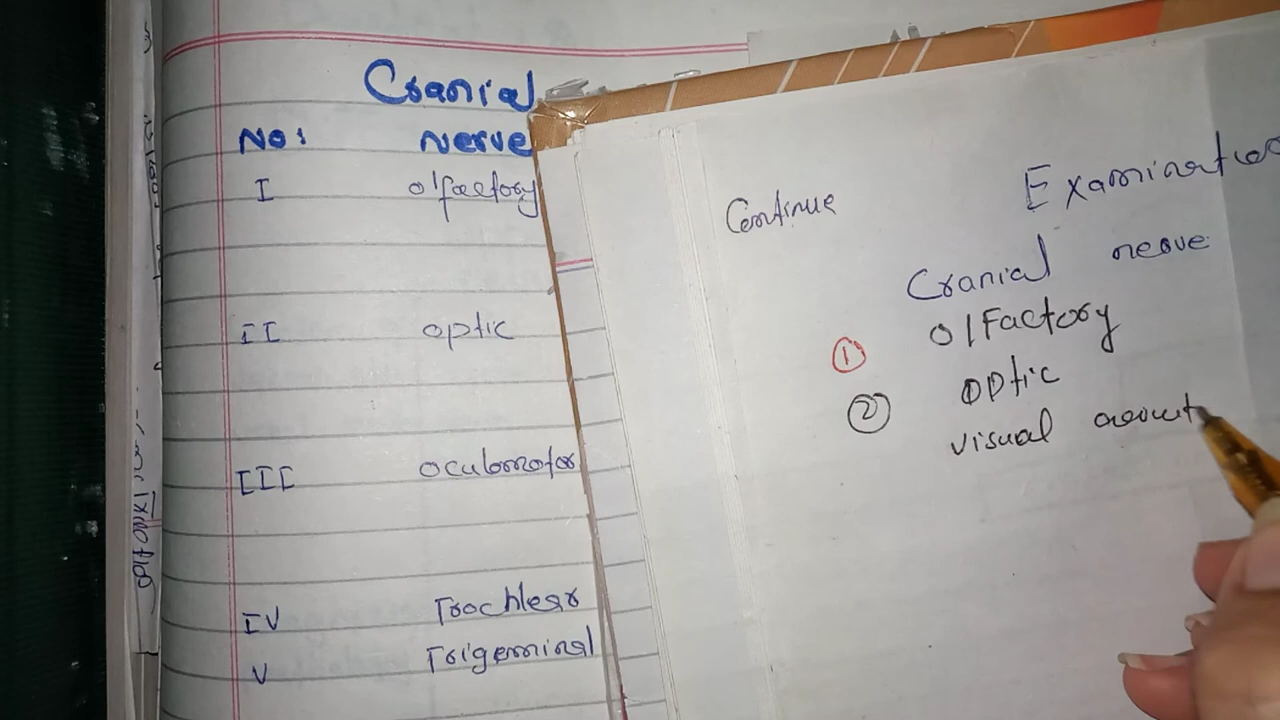 Cranial
No: Nerve
I olfactory
II optic
III oculomotor
IV Trochlear
V Trigeminal
Continue Examination
Cranial nerve
① Olfactory
② optic
visual